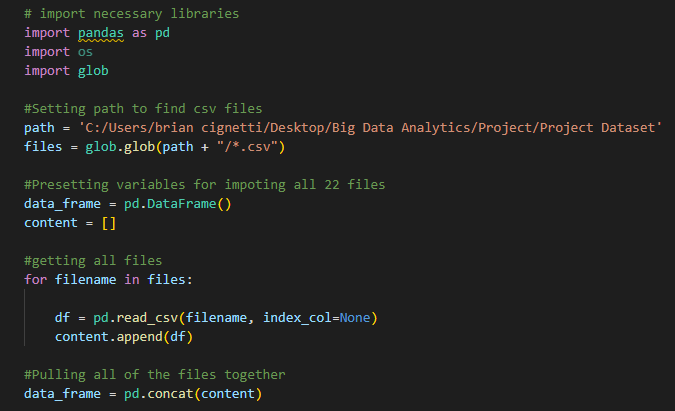 # import necessary libraries
import pandas as pd
import os
import glob
#Setting path to find csv files
path = 'C:/Users/brian cignetti/Desktop/Big Data Analytics/Project/Project Dataset'
files = glob.glob(path + "/*.csv")
#Presetting variables for impoting all 22 files
data_frame = pd.DataFrame()
content = []
#getting all files
for filename in files:
    df = pd.read_csv(filename, index_col=None)
    content.append(df)
#Pulling all of the files together
data_frame = pd.concat(content)